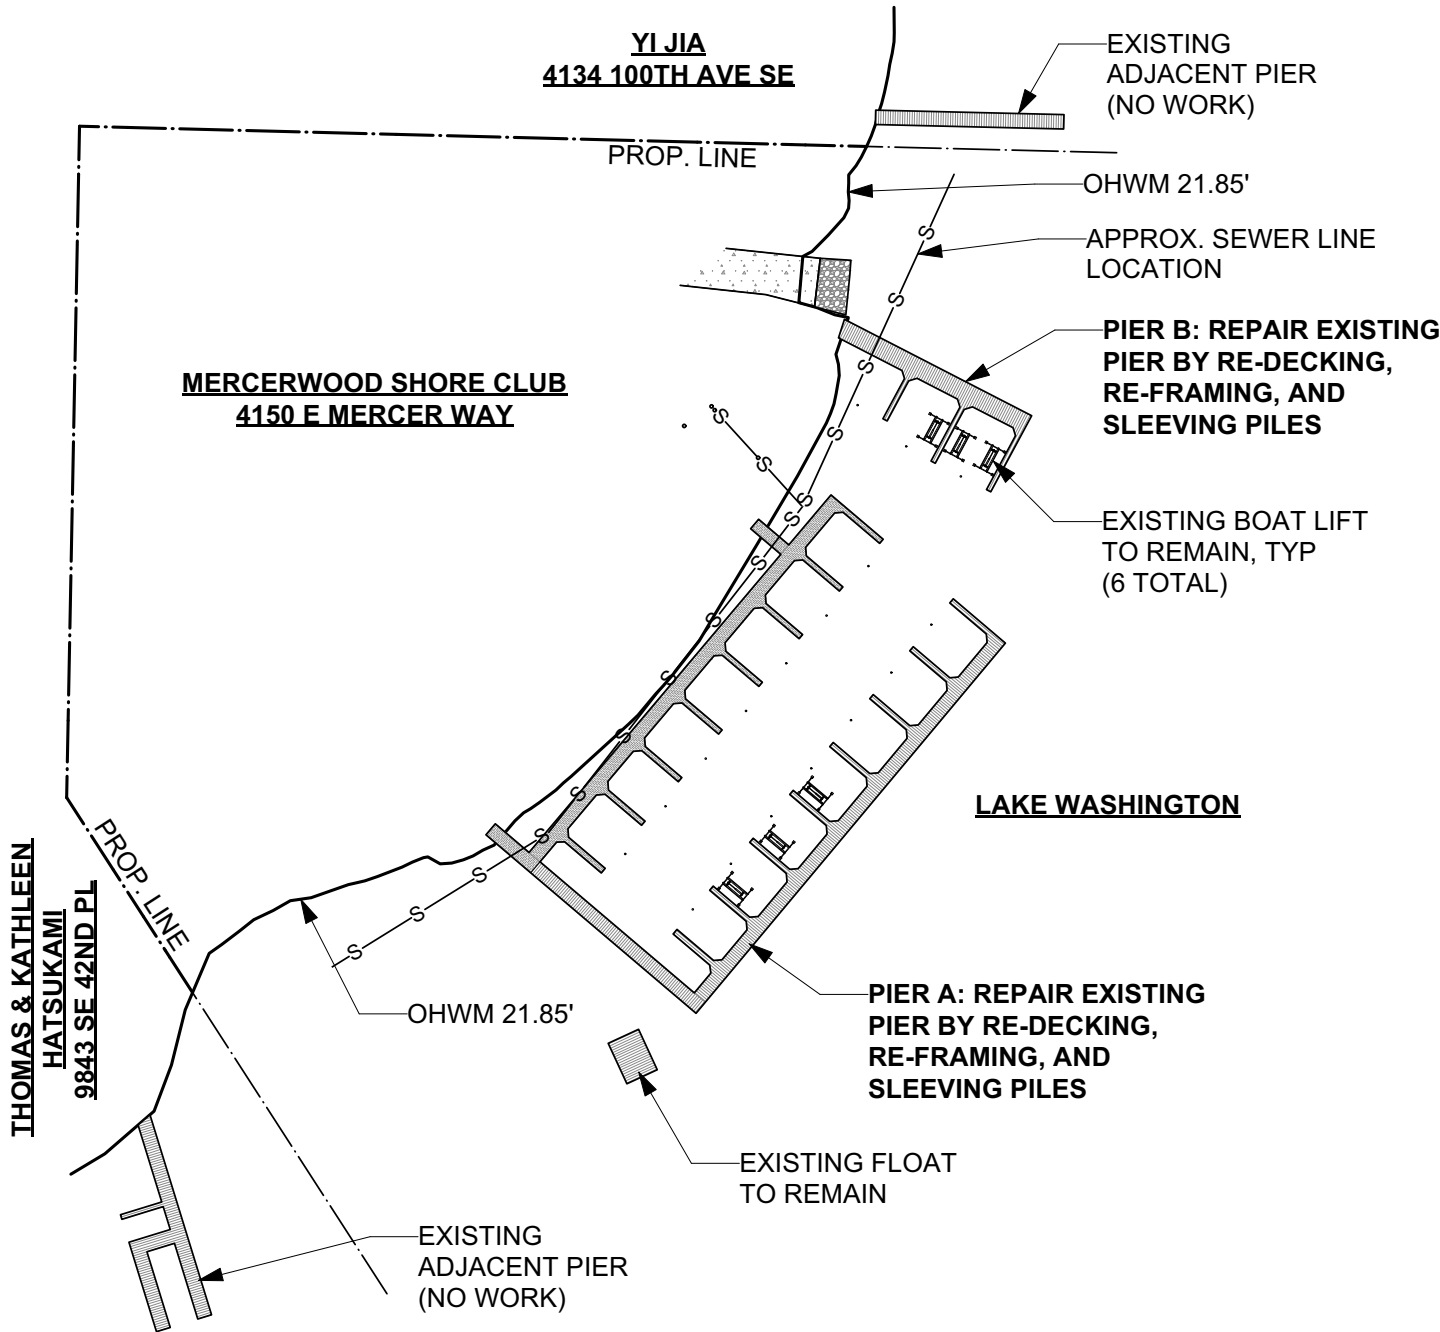 YI JIA
4134 100TH AVE SE
EXISTING
ADJACENT PIER
(NO WORK)
PROP. LINE
OHWM 21.85'
APPROX. SEWER LINE
LOCATION
S
S
PIER B: REPAIR EXISTING
PIER BY RE-DECKING,
RE-FRAMING, AND
SLEEVING PILES
MERCERWOOD SHORE CLUB
4150 E MERCER WAY
S
S
S
S
S
S
EXISTING BOAT LIFT
TO REMAIN, TYP
(6 TOTAL)
S
S
S
S
S
S
S
S
S
LAKE WASHINGTON
PROP. LINE
THOMAS & KATHLEEN
HATSUKAMI
9843 SE 42ND PL
OHWM 21.85'
PIER A: REPAIR EXISTING
PIER BY RE-DECKING,
RE-FRAMING, AND
SLEEVING PILES
EXISTING FLOAT
TO REMAIN
EXISTING
ADJACENT PIER
(NO WORK)